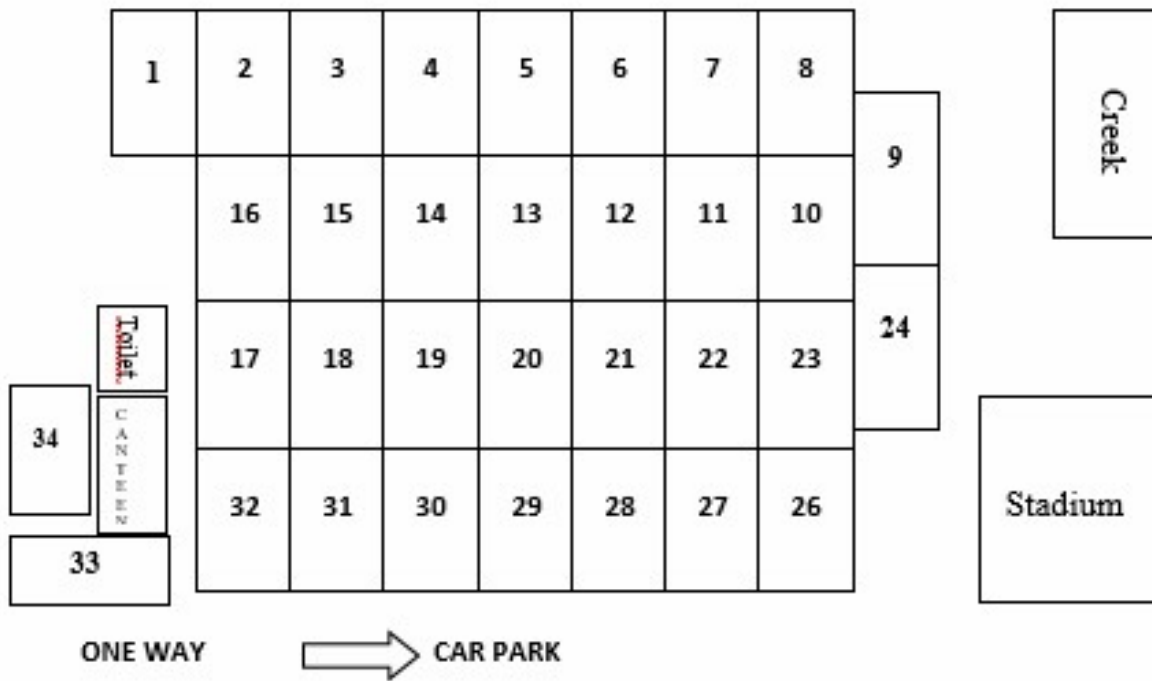 1 2 3 4 5 6 7 8
Creek
9
16 15 14 13 12 11 10
24
Toilet
17 18 19 20 21 22 23
34
CANTEEN
32 31 30 29 28 27 26
Stadium
33
ONE WAY CAR PARK